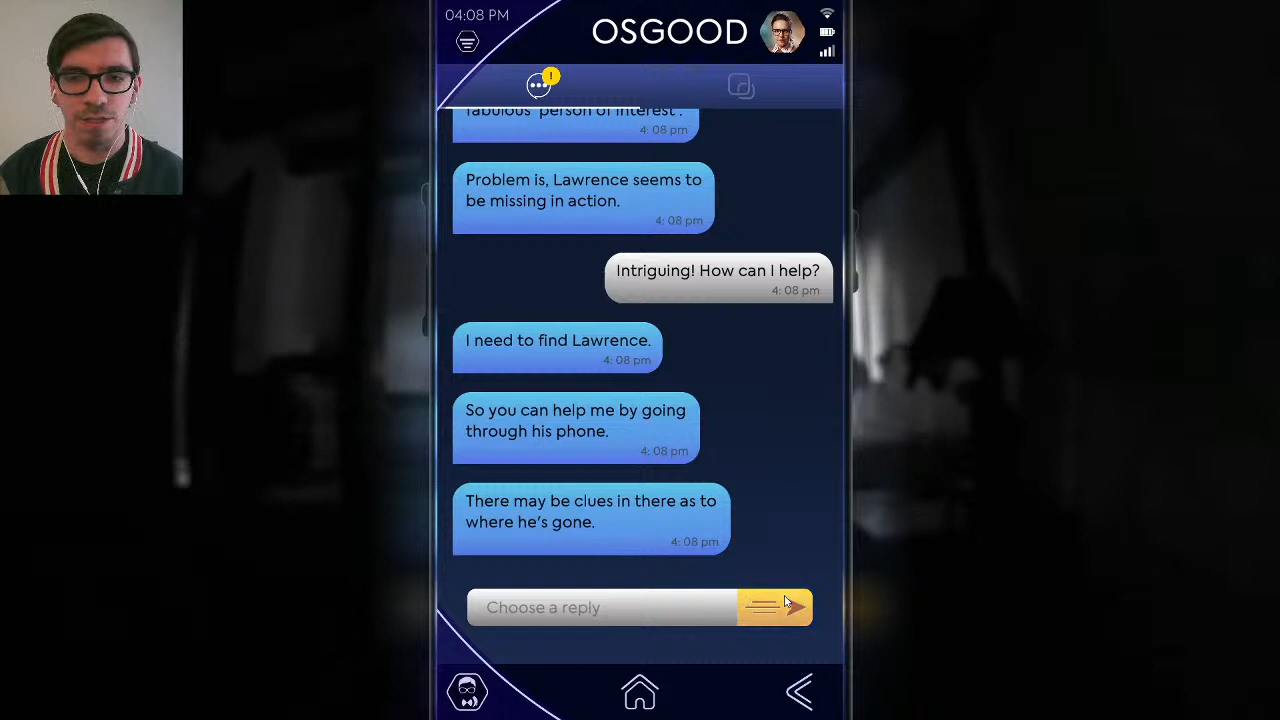 04:08 PM
OSGOOD
!
fabulous 'person of interest'.
4: 08 pm
Problem is, Lawrence seems to
be missing in action.
4: 08 pm
Intriguing! How can I help?
4: 08 pm
I need to find Lawrence.
4: 08 pm
So you can help me by going
through his phone.
4: 08 pm
There may be clues in there as to
where he's gone.
4: 08 pm
Choose a reply